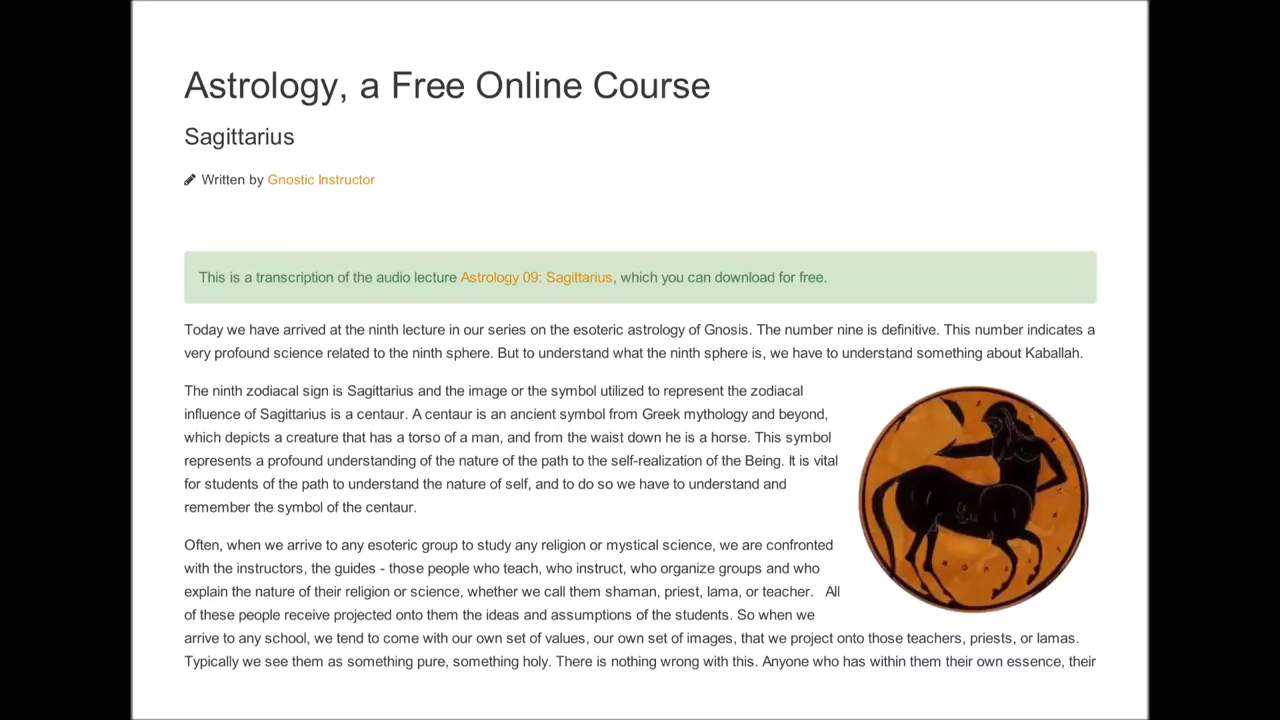 Astrology, a Free Online Course
Sagittarius
Written by Gnostic Instructor
This is a transcription of the audio lecture Astrology 09: Sagittarius, which you can download for free.
Today we have arrived at the ninth lecture in our series on the esoteric astrology of Gnosis. The number nine is definitive. This number indicates a
very profound science related to the ninth sphere. But to understand what the ninth sphere is, we have to understand something about Kaballah.
The ninth zodiacal sign is Sagittarius and the image or the symbol utilized to represent the zodiacal
influence of Sagittarius is a centaur. A centaur is an ancient symbol from Greek mythology and beyond,
which depicts a creature that has a torso of a man, and from the waist down he is a horse. This symbol
represents a profound understanding of the nature of the path to the self-realization of the Being. It is vital
for students of the path to understand the nature of self, and to do so we have to understand and
remember the symbol of the centaur.
Often, when we arrive to any esoteric group to study any religion or mystical science, we are confronted
with the instructors, the guides - those people who teach, who instruct, who organize groups and who
explain the nature of their religion or science, whether we call them shaman, priest, lama, or teacher. All
of these people receive projected onto them the ideas and assumptions of the students. So when we
arrive to any school, we tend to come with our own set of values, our own set of images, that we project onto those teachers, priests, or lamas.
Typically we see them as something pure, something holy. There is nothing wrong with this. Anyone who has within them their own essence, their